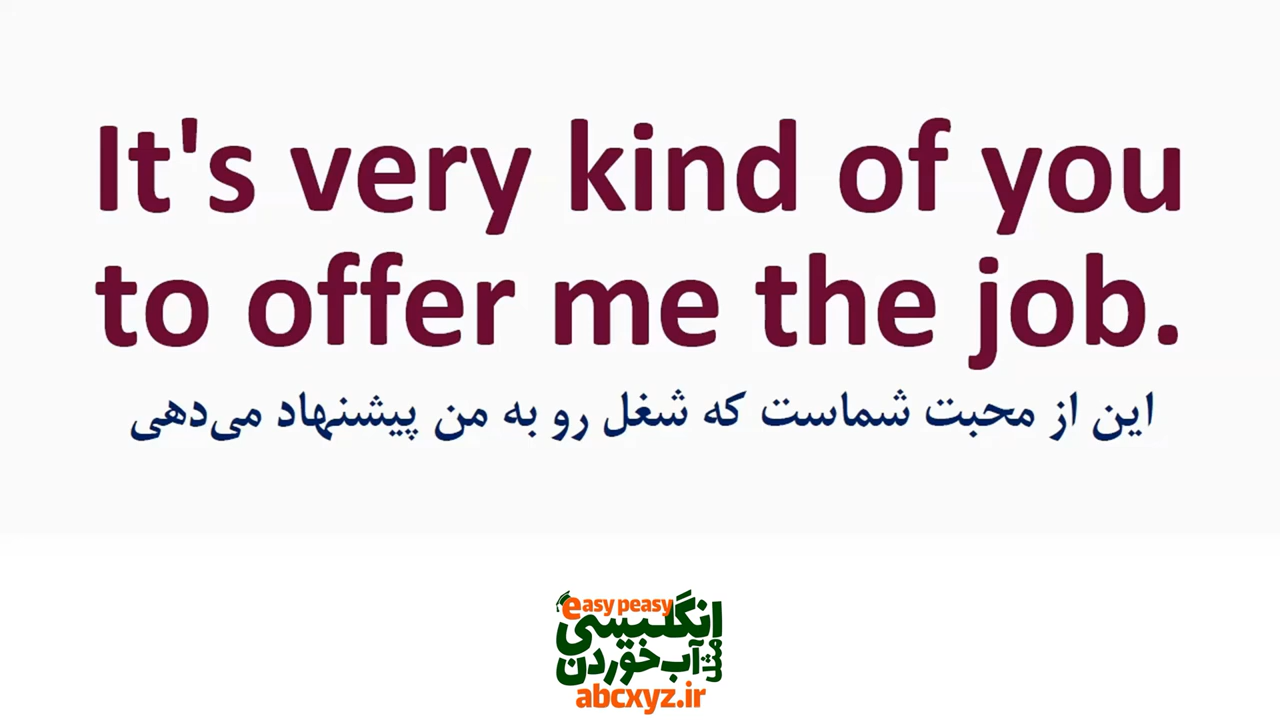 It's very kind of you
to offer me the job.
این از محبت شماست که شغل رو به من پیشنهاد می‌دهی
easy peasy
انگلیسی
مثل آب خوردن
abcxyz.ir